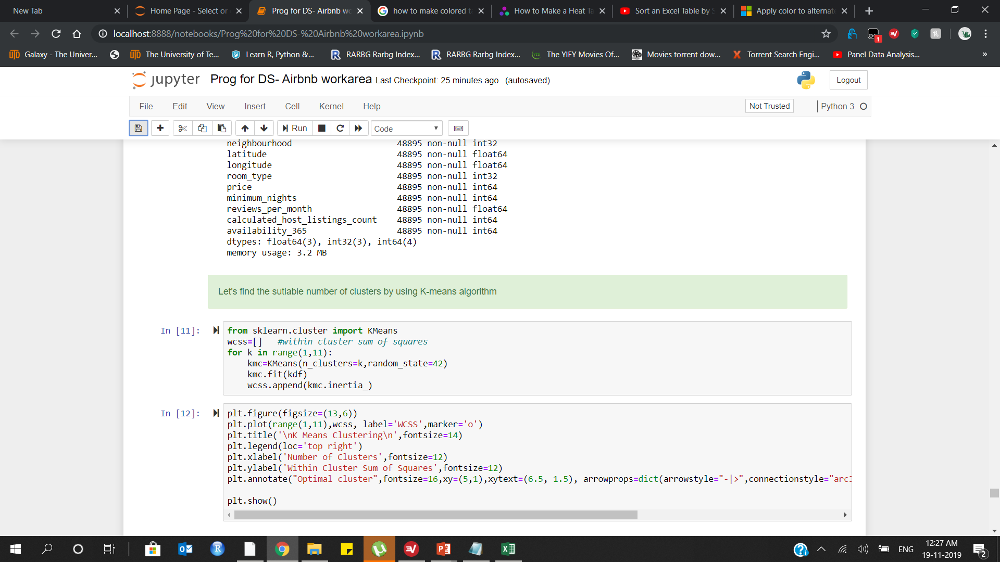 New Tab
Home Page - Select or
Prog for DS- Airbnb wo
how to make colored t
How to Make a Heat Ta
Sort an Excel Table by S
Apply color to alternat
localhost:8888/notebooks/Prog%20for%20DS-%20Airbnb%20workarea.ipynb
1
Galaxy - The Univer...
The University of Te...
Learn R, Python &...
RARBG Rarbg Index...
RARBG Rarbg Index...
The YIFY Movies Of...
Movies torrent dow...
Torrent Search Engi...
Panel Data Analysis...
»
jupyter Prog for DS- Airbnb workarea Last Checkpoint: 25 minutes ago (autosaved)
Logout
File Edit View Insert Cell Kernel Help
Not Trusted
Python 3
Run
Code
neighbourhood 48895 non-null int32
latitude 48895 non-null float64
longitude 48895 non-null float64
room_type 48895 non-null int32
price 48895 non-null int64
minimum_nights 48895 non-null int64
reviews_per_month 48895 non-null float64
calculated_host_listings_count 48895 non-null int64
availability_365 48895 non-null int64
dtypes: float64(3), int32(3), int64(4)
memory usage: 3.2 MB
Let's find the sutiable number of clusters by using K-means algorithm
In [11]:
from sklearn.cluster import KMeans
wcss=[]   #within cluster sum of squares
for k in range(1,11):
    kmc=KMeans(n_clusters=k,random_state=42)
    kmc.fit(kdf)
    wcss.append(kmc.inertia_)
In [12]:
plt.figure(figsize=(13,6))
plt.plot(range(1,11),wcss, label='WCSS',marker='o')
plt.title('\nK Means Clustering\n',fontsize=14)
plt.legend(loc='top right')
plt.xlabel('Number of Clusters',fontsize=12)
plt.ylabel('Within Cluster Sum of Squares',fontsize=12)
plt.annotate("Optimal cluster",fontsize=16,xy=(5,1),xytext=(6.5, 1.5), arrowprops=dict(arrowstyle="-|>",connectionstyle="arc3
plt.show()
ENG
12:27 AM
19-11-2019
2